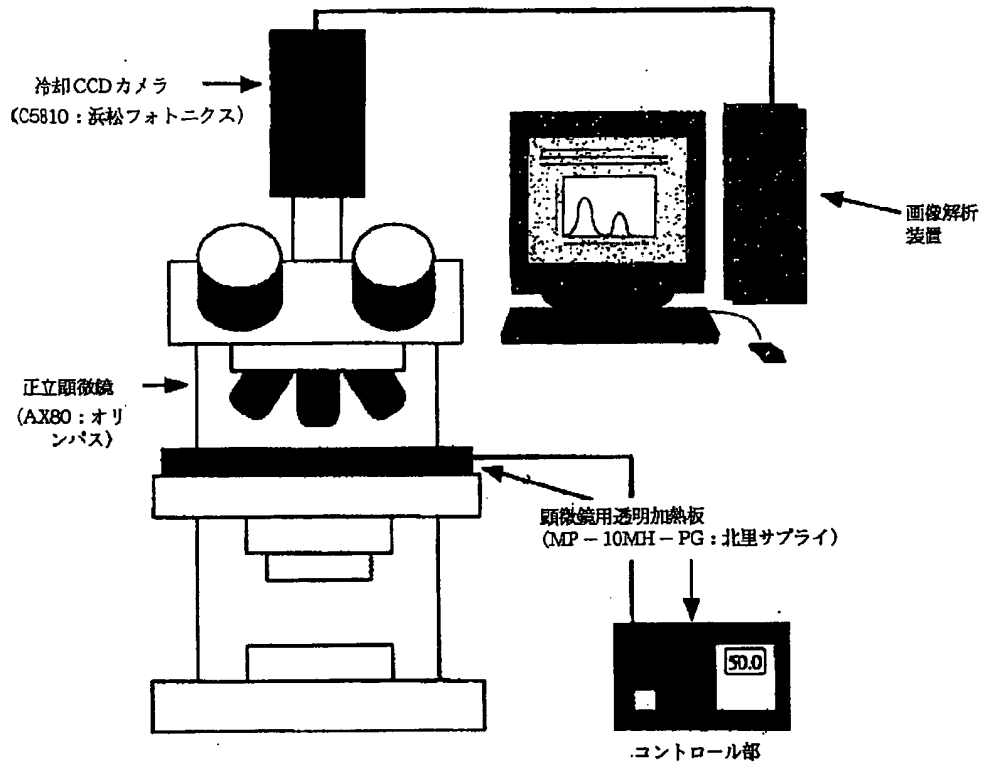 冷却CCDカメラ
(C5810:浜松フォトニクス)
画像解析
装置
正立顕微鏡
(AX80:オリ
ンパス)
顕微鏡用透明加熱板
(MP-10MH-PG:北里サプライ)
50.0
コントロール部